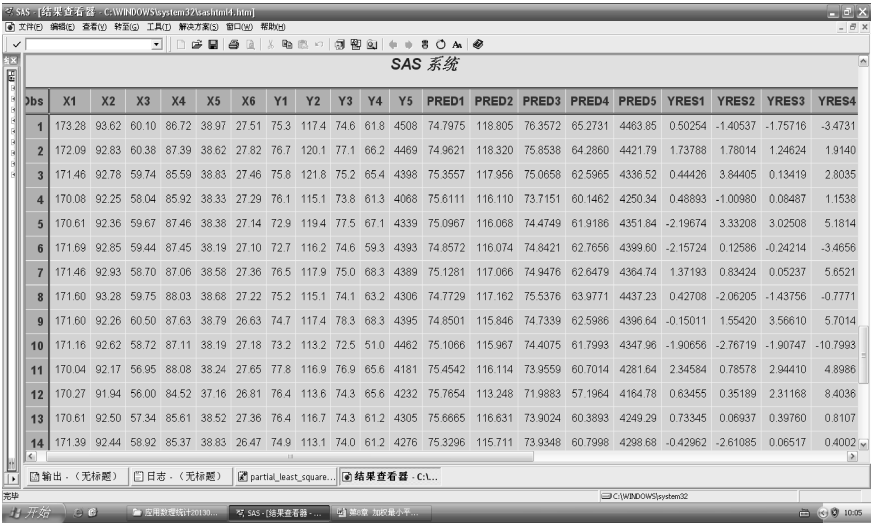 SAS - [结果查看器 - C:\WINDOWS\system32\sashtml4.htm]
文件(F) 编辑(E) 查看(V) 转至(G) 工具(T) 解决方案(S) 窗口(W) 帮助(H)
SAS 系统
Obs X1 X2 X3 X4 X5 X6 Y1 Y2 Y3 Y4 Y5 PRED1 PRED2 PRED3 PRED4 PRED5 YRES1 YRES2 YRES3 YRES4
1 173.28 93.62 60.10 86.72 38.97 27.51 75.3 117.4 74.6 61.8 4508 74.7975 118.805 76.3572 65.2731 4463.85 0.50254 -1.40537 -1.75716 -3.4731
2 172.09 92.83 60.38 87.39 38.62 27.82 76.7 120.1 77.1 66.2 4469 74.9621 118.320 75.8538 64.2860 4421.79 1.73788 1.78014 1.24624 1.9140
3 171.46 92.78 59.74 85.59 38.83 27.46 75.8 121.8 75.2 65.4 4398 75.3557 117.956 75.0658 62.5965 4336.52 0.44426 3.84405 0.13419 2.8035
4 170.08 92.25 58.04 85.92 38.33 27.29 76.1 115.1 73.8 61.3 4068 75.6111 116.110 73.7151 60.1462 4250.34 0.48893 -1.00980 0.08487 1.1538
5 170.61 92.36 59.67 87.46 38.38 27.14 72.9 119.4 77.5 67.1 4339 75.0967 116.068 74.4749 61.9186 4351.84 -2.19674 3.33208 3.02508 5.1814
6 171.69 92.85 59.44 87.45 38.19 27.10 72.7 116.2 74.6 59.3 4393 74.8572 116.074 74.8421 62.7656 4399.60 -2.15724 0.12586 -0.24214 -3.4656
7 171.46 92.93 58.70 87.06 38.58 27.36 76.5 117.9 75.0 68.3 4389 75.1281 117.066 74.9476 62.6479 4364.74 1.37193 0.83424 0.05237 5.6521
8 171.60 93.28 59.75 88.03 38.68 27.22 75.2 115.1 74.1 63.2 4306 74.7729 117.162 75.5376 63.9771 4437.23 0.42708 -2.06205 -1.43756 -0.7771
9 171.60 92.26 60.50 87.63 38.79 26.63 74.7 117.4 78.3 68.3 4395 74.8501 115.846 74.7339 62.5986 4396.64 -0.15011 1.55420 3.56610 5.7014
10 171.16 92.62 58.72 87.11 38.19 27.18 73.2 113.2 72.5 51.0 4462 75.1066 115.967 74.4075 61.7993 4347.96 -1.90656 -2.76719 -1.90747 -10.7993
11 170.04 92.17 56.95 88.08 38.24 27.65 77.8 116.9 76.9 65.6 4181 75.4542 116.114 73.9559 60.7014 4281.64 2.34584 0.78578 2.94410 4.8986
12 170.27 91.94 56.00 84.52 37.16 26.81 76.4 113.6 74.3 65.6 4232 75.7654 113.248 71.9883 57.1964 4164.78 0.63455 0.35189 2.31168 8.4036
13 170.61 92.50 57.34 85.61 38.52 27.36 76.4 116.7 74.3 61.2 4305 75.6665 116.631 73.9024 60.3893 4249.29 0.73345 0.06937 0.39760 0.8107
14 171.39 92.44 58.92 85.37 38.83 26.47 74.9 113.1 74.0 61.2 4276 75.3296 115.711 73.9348 60.7998 4298.68 -0.42962 -2.61085 0.06517 0.4002
输出 - (无标题) 日志 - (无标题) partial_least_square... 结果查看器 - C:\...
完毕 C:\WINDOWS\system32
开始 应用数理统计20130... SAS - [结果查看器 -... 第8章 加权最小平... 10:05